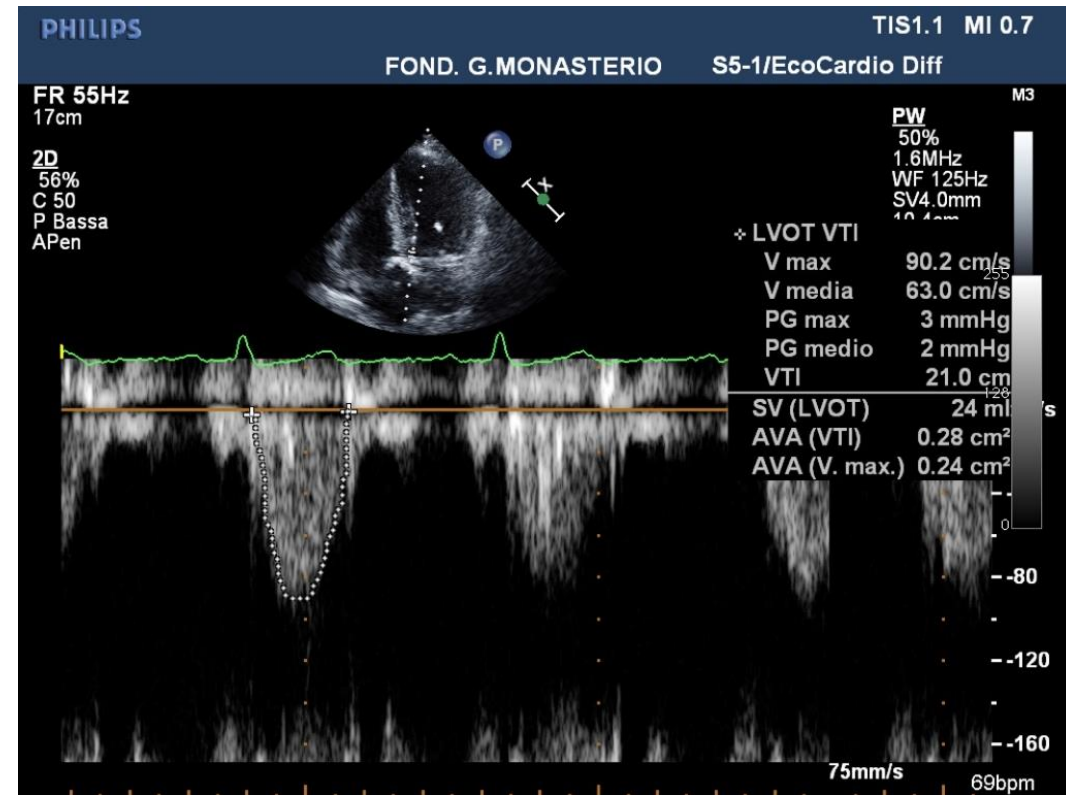 PHILIPS
TIS1.1 MI 0.7
FOND. G.MONASTERIO
S5-1/EcoCardio Diff
FR 55Hz
17cm
2D
56%
C 50
P Bassa
APen
P
M3
PW
50%
1.6MHz
WF 125Hz
SV4.0mm
LVOT VTI
V max 90.2 cm/s
V media 63.0 cm/s
PG max 3 mmHg
PG medio 2 mmHg
VTI 21.0 cm
SV (LVOT) 24 ml
AVA (VTI) 0.28 cm²
AVA (V. max.) 0.24 cm²
255
128
0
-80
-120
-160
75mm/s
69bpm